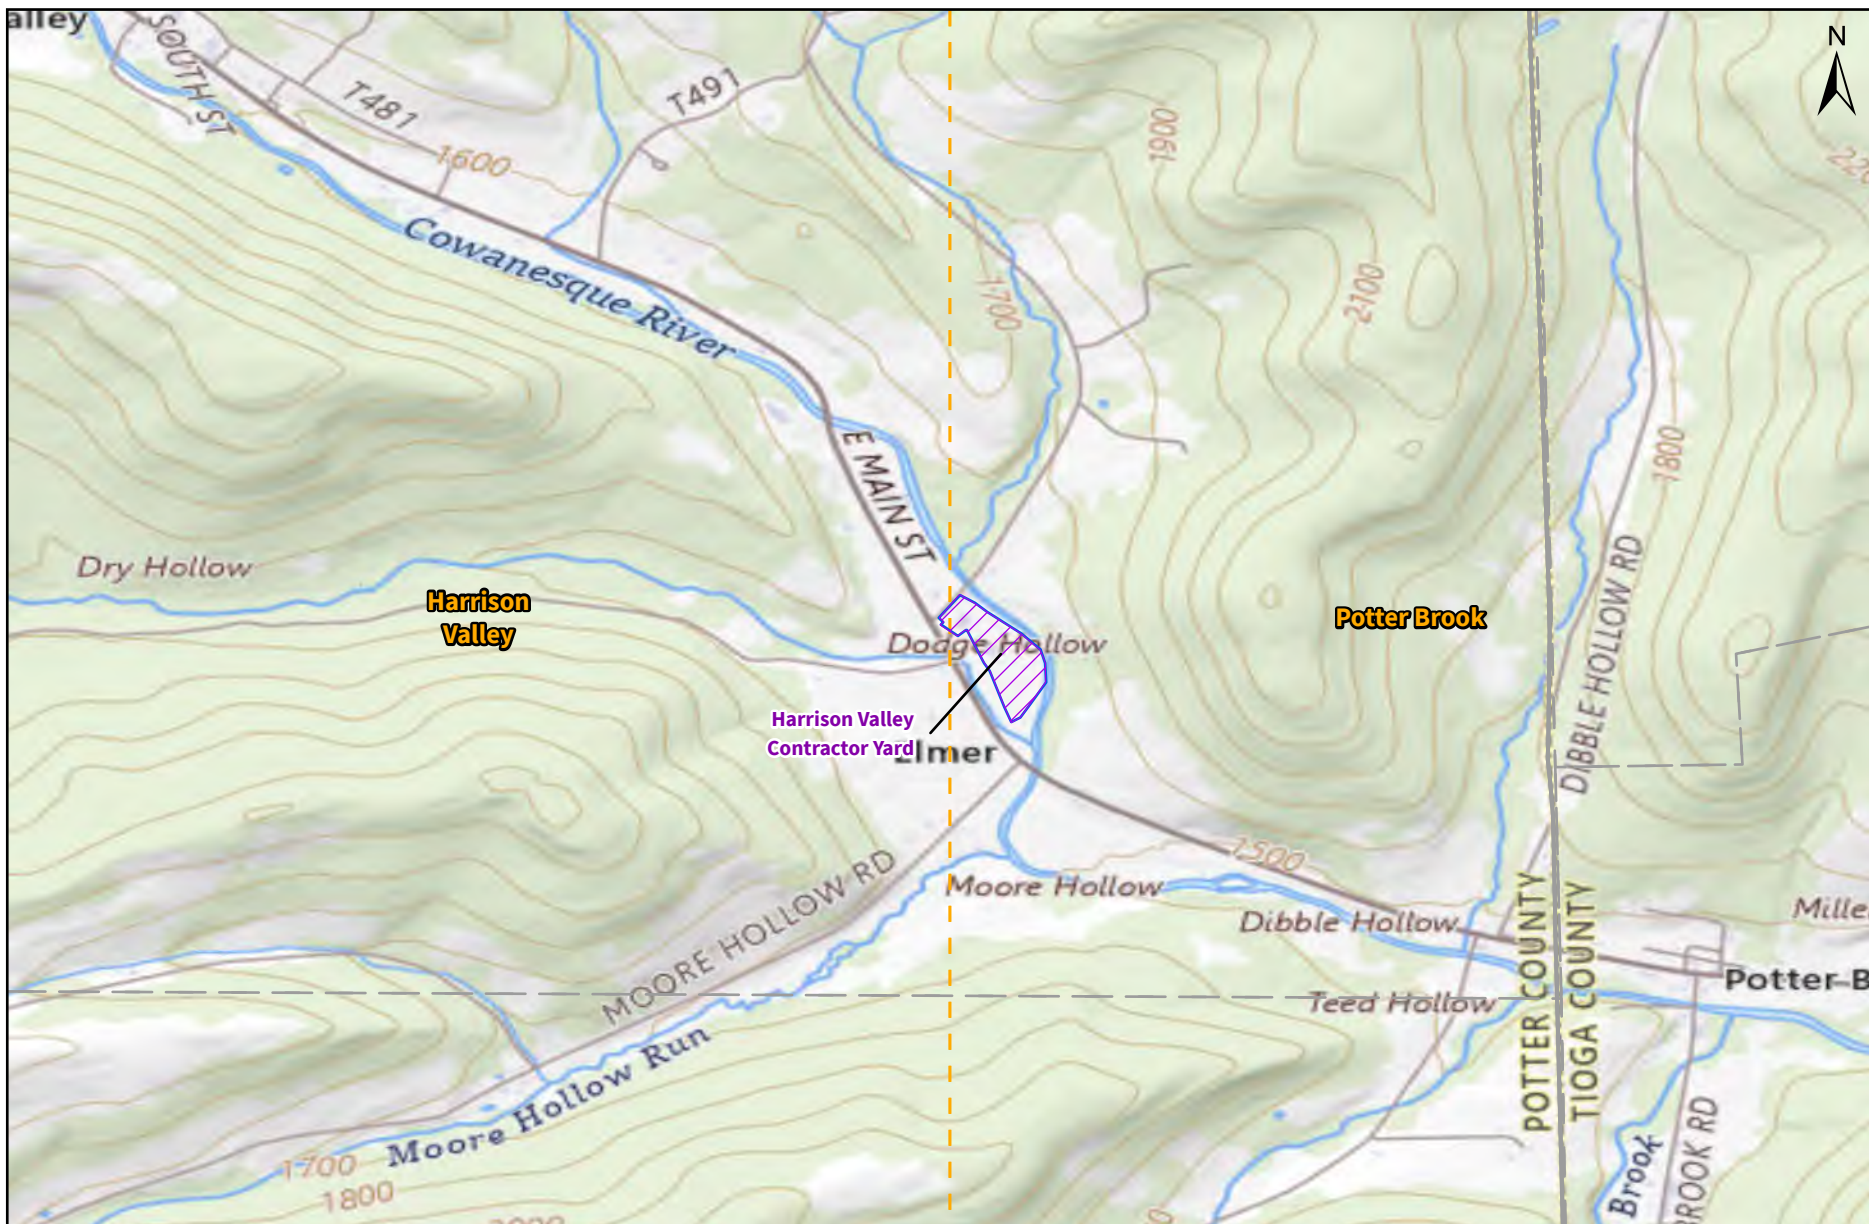 alley
SOUTH ST
T481
T491
N
1600
1900
Cowanesque River
1700
2100
E MAIN ST
1800
Dry Hollow
Harrison
Valley
Potter Brook
DIBBLE HOLLOW RD
Dodge Hollow
Harrison Valley
Contractor Yard
Elmer
1500
MOORE HOLLOW RD
Moore Hollow
Dibble Hollow
Mille
POTTER COUNTY
TIOGA COUNTY
Potter B
Teed Hollow
Moore Hollow Run
1700
1800
Brook
BROOK RD